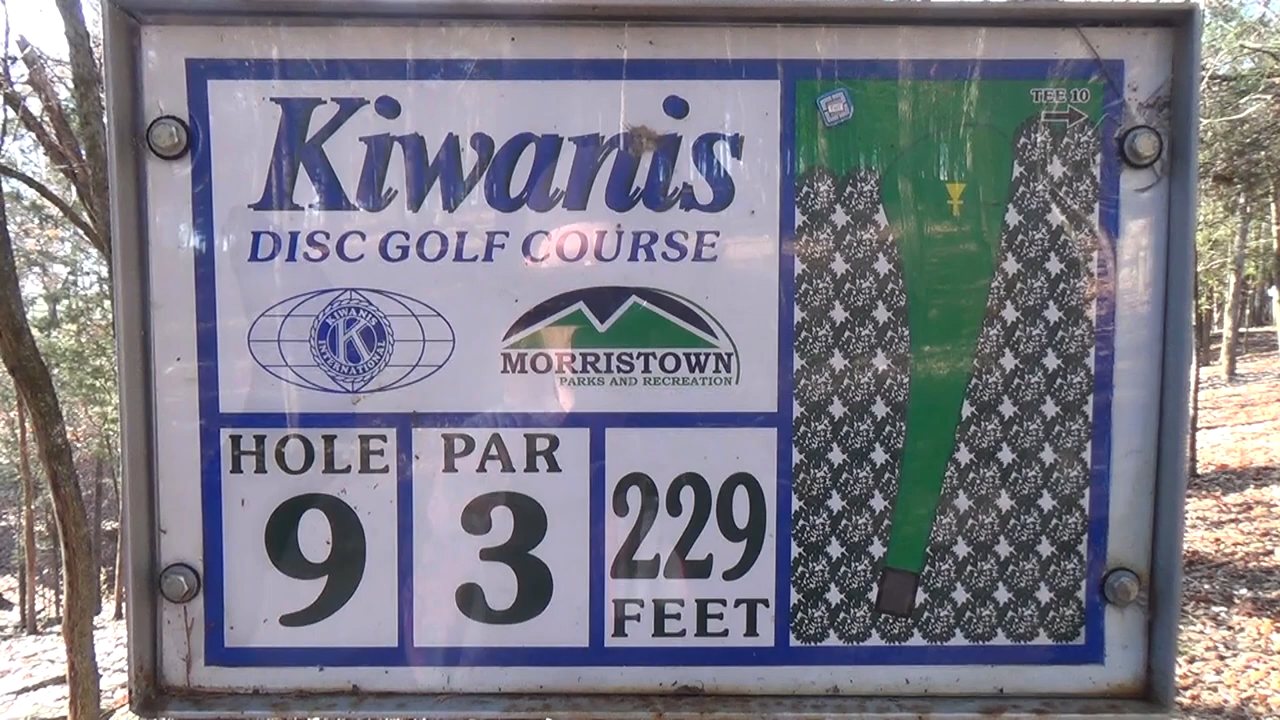 Kiwanis
DISC GOLF COURSE
KIWANIS
K
INTERNATIONAL
MORRISTOWN
PARKS AND RECREATION
HOLE
9
PAR
3
229
FEET
TEE 10